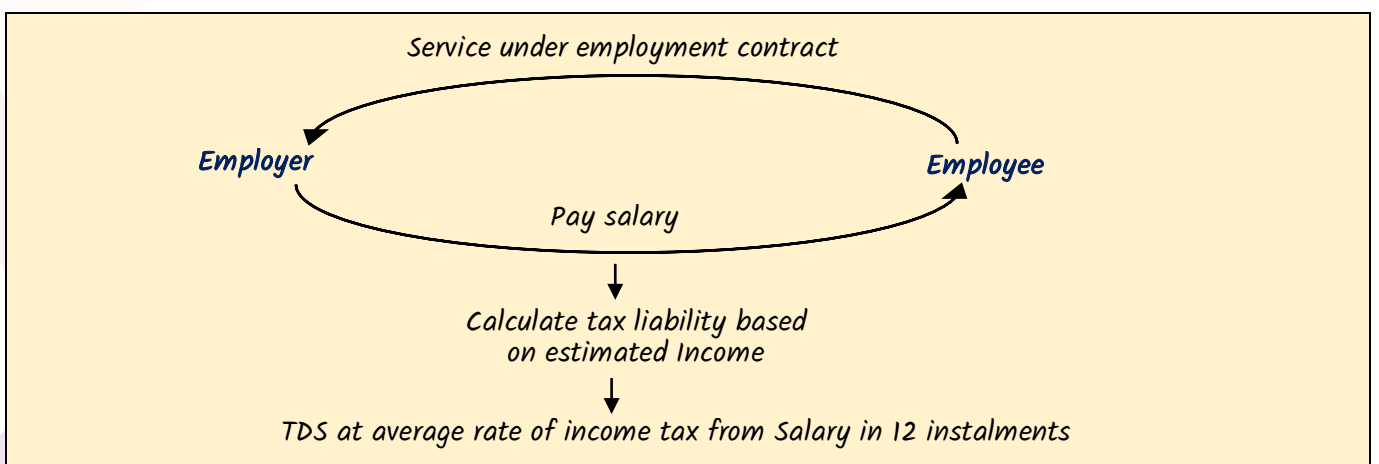 Service under employment contract
Employer
Employee
Pay salary
Calculate tax liability based
on estimated Income
TDS at average rate of income tax from Salary in 12 instalments